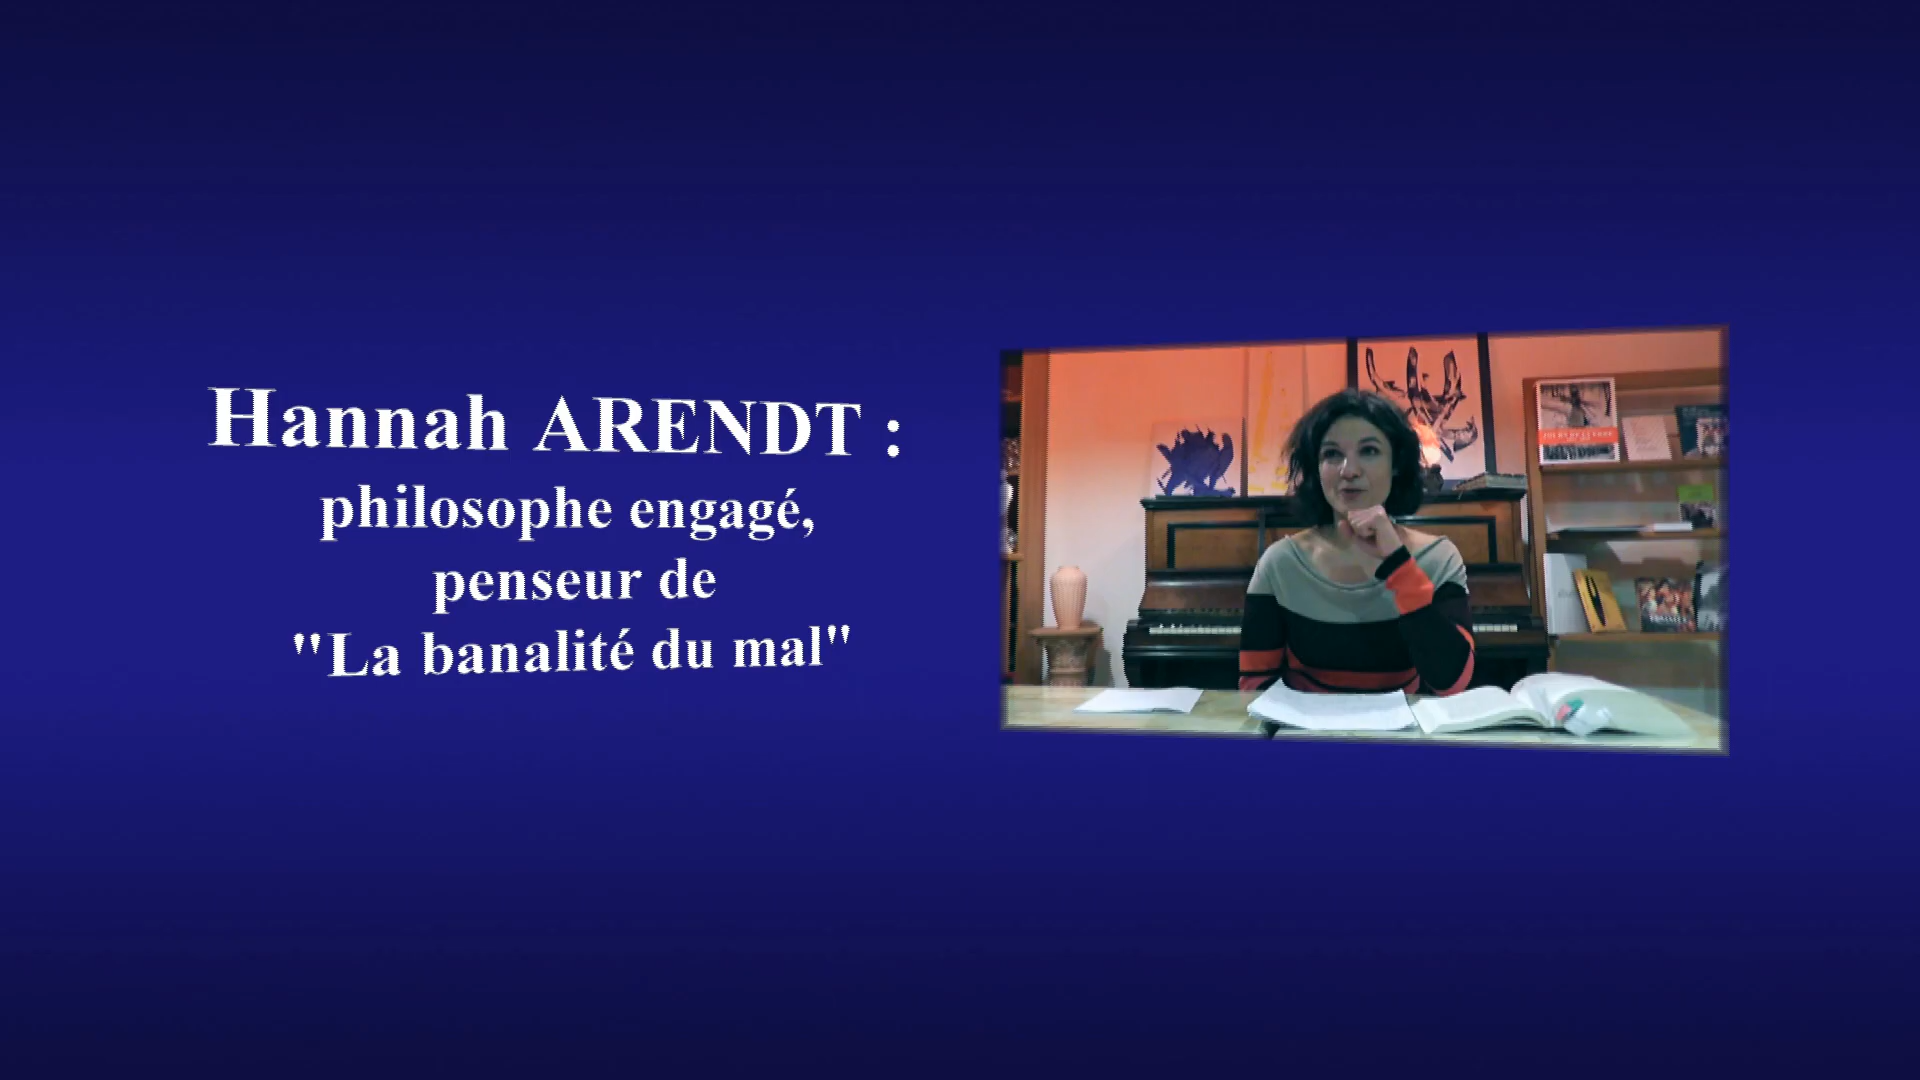 Hannah ARENDT :
philosophe engagé,
penseur de
"La banalité du mal"